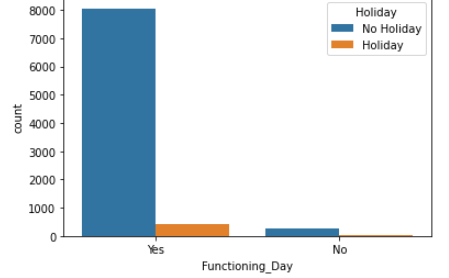 8000
7000
6000
5000
4000
3000
2000
1000
0
count
Holiday
No Holiday
Holiday
Yes
No
Functioning_Day